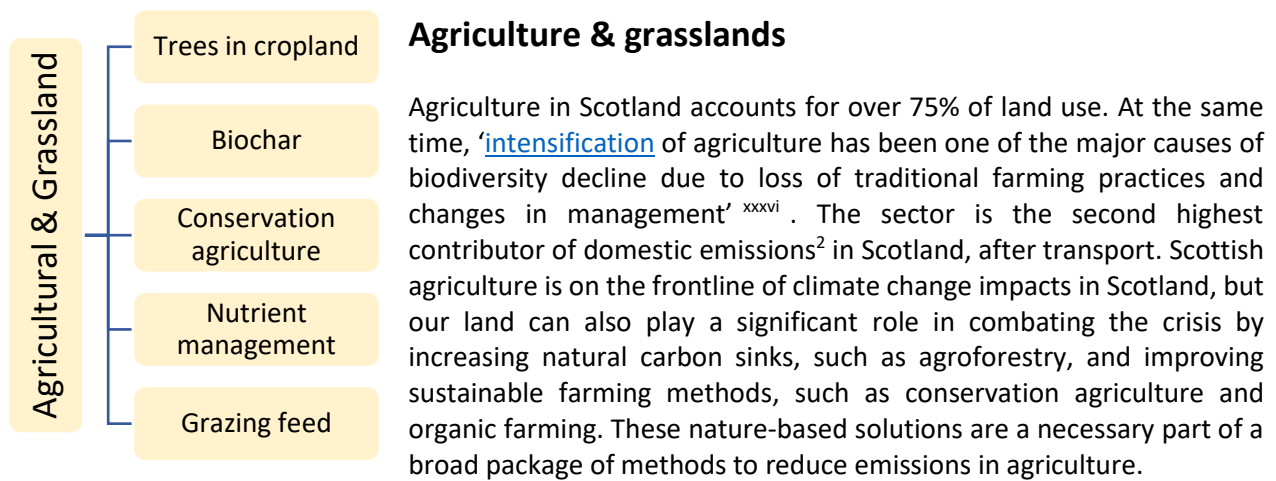 Agricultural & Grassland
Trees in cropland
Biochar
Conservation
agriculture
Nutrient
management
Grazing feed
Agriculture & grasslands
Agriculture in Scotland accounts for over 75% of land use. At the same
time, ‘intensification of agriculture has been one of the major causes of
biodiversity decline due to loss of traditional farming practices and
changes in management’ xxxvi . The sector is the second highest
contributor of domestic emissions2 in Scotland, after transport. Scottish
agriculture is on the frontline of climate change impacts in Scotland, but
our land can also play a significant role in combating the crisis by
increasing natural carbon sinks, such as agroforestry, and improving
sustainable farming methods, such as conservation agriculture and
organic farming. These nature-based solutions are a necessary part of a
broad package of methods to reduce emissions in agriculture.